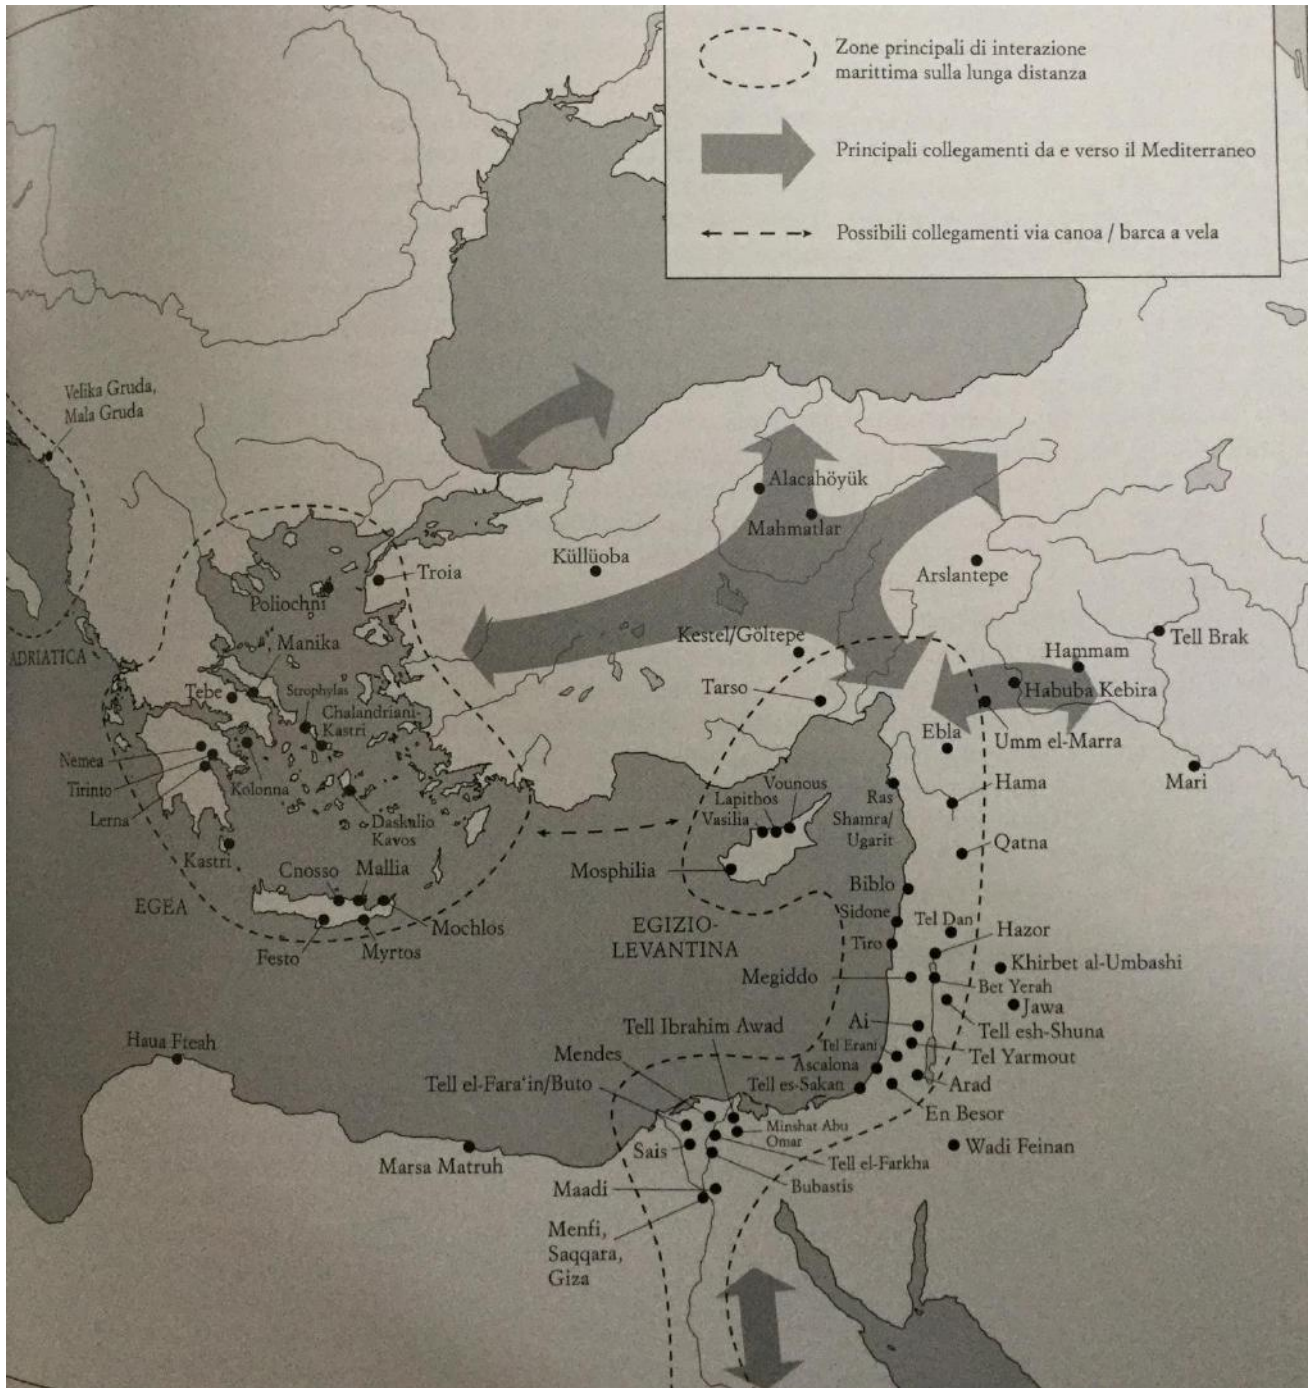 Zone principali di interazione
marittima sulla lunga distanza
Principali collegamenti da e verso il Mediterraneo
Possibili collegamenti via canoa / barca a vela
Velika Gruda,
Mala Gruda
Alacahöyük
Mahmatlar
Küllüoba
Troia
Arslantepe
Poliochni
Kestel/Göltepe
Tell Brak
Manika
ADRIATICA
Hammam
Tebe
Strophylas
Tarso
Habuba Kebira
Chalandriani-
Kastri
Ebla
Umm el-Marra
Nemea
Tirinto
Kolonna
Vounous
Lapithos
Vasilia
Ras
Shamra/
Ugarit
Hama
Mari
Lerna
Daskalio
Kavos
Kastri
Qatna
Cnosso
Mallia
Mosphilia
Biblo
EGEA
Mochlos
EGIZIO-
LEVANTINA
Sidone
Tel Dan
Hazor
Festo
Myrtos
Tiro
Khirbet al-Umbashi
Megiddo
Bet Yerah
Jawa
Tell Ibrahim Awad
Ai
Tell esh-Shuna
Haua Fteah
Mendes
Tel Erani
Tel Yarmout
Ascalona
Tell el-Fara‘in/Buto
Tell es-Sakan
Arad
En Besor
Minshat Abu
Omar
Marsa Matruh
Sais
Wadi Feinan
Tell el-Farkha
Maadi
Bubastis
Menfi,
Saqqara,
Giza